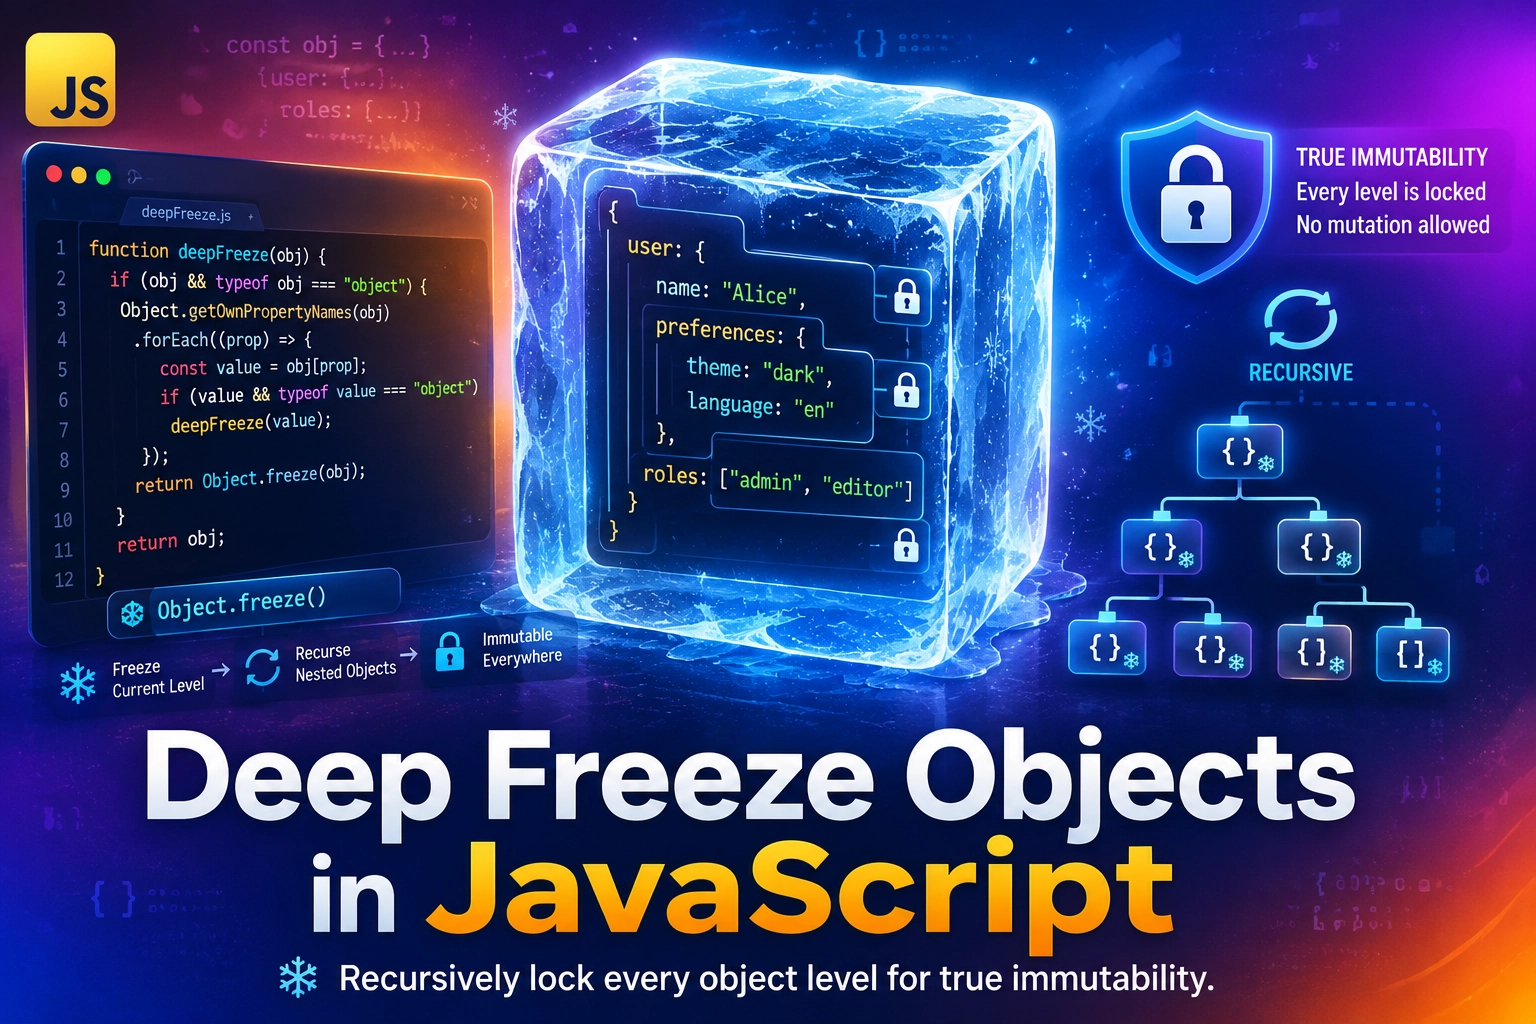 JS
const obj = {...}
{user: {...},
roles: {...}}
deepFreeze.js
1 function deepFreeze(obj) {
2 if (obj && typeof obj === "object") {
3 Object.getOwnPropertyNames(obj)
4 .forEach((prop) => {
5 const value = obj[prop];
6 if (value && typeof value === "object")
7 deepFreeze(value);
8 });
9 return Object.freeze(obj);
10 }
11 return obj;
12 }
Object.freeze()
Freeze
Current Level
Recurse
Nested Objects
Immutable
Everywhere
{
user: {
name: "Alice",
preferences: {
theme: "dark",
language: "en"
},
roles: ["admin", "editor"]
}
}
TRUE IMMUTABILITY
Every level is locked
No mutation allowed
RECURSIVE
{}
{} {}
{} {} {} {}
Deep Freeze Objects
in JavaScript
Recursively lock every object level for true immutability.